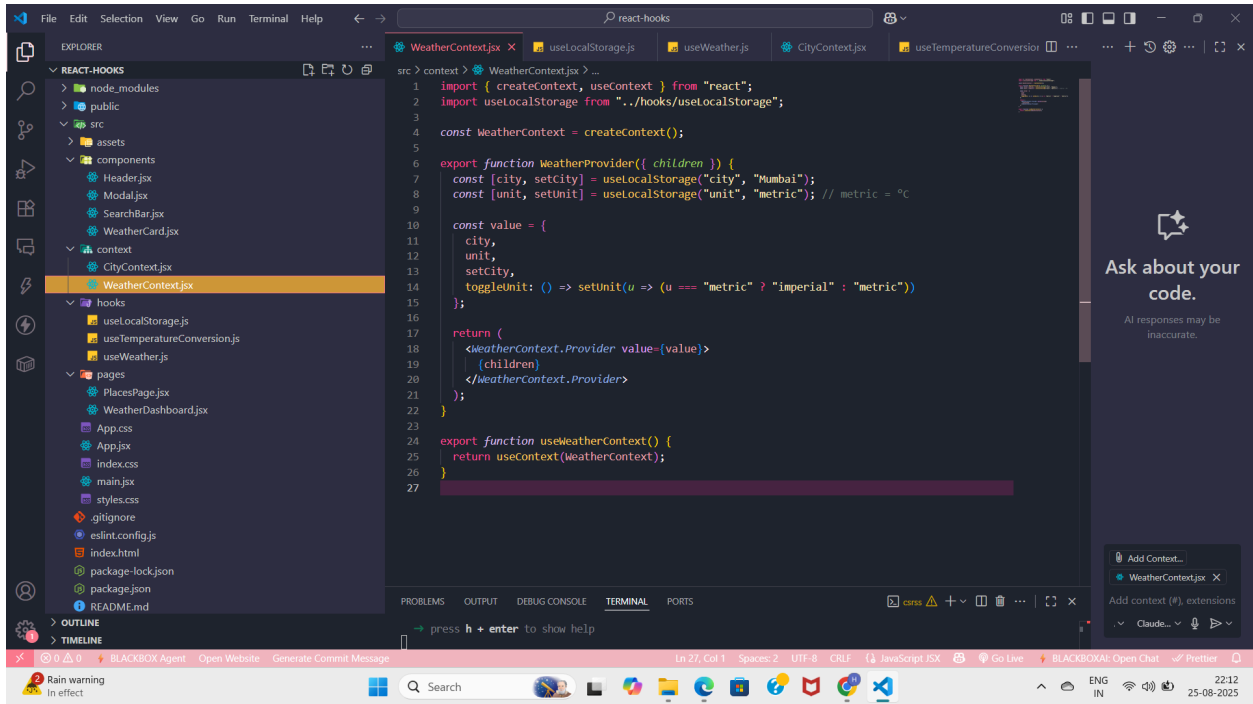 File Edit Selection View Go Run Terminal Help
react-hooks
EXPLORER
REACT-HOOKS
node_modules
public
src
assets
components
Header.jsx
Modal.jsx
SearchBar.jsx
WeatherCard.jsx
context
CityContext.jsx
WeatherContext.jsx
hooks
useLocalStorage.js
useTemperatureConversion.js
useWeather.js
pages
PlacesPage.jsx
WeatherDashboard.jsx
App.css
App.jsx
index.css
main.jsx
styles.css
.gitignore
eslint.config.js
index.html
package-lock.json
package.json
README.md
OUTLINE
TIMELINE
WeatherContext.jsx useLocalStorage.js useWeather.js CityContext.jsx useTemperatureConversion
src > context > WeatherContext.jsx > ...
1 import { createContext, useContext } from "react";
2 import useLocalStorage from "../hooks/useLocalStorage";
3
4 const WeatherContext = createContext();
5
6 export function WeatherProvider({ children }) {
7 const [city, setCity] = useLocalStorage("city", "Mumbai");
8 const [unit, setUnit] = useLocalStorage("unit", "metric"); // metric = °C
9
10 const value = {
11 city,
12 unit,
13 setCity,
14 toggleUnit: () => setUnit(u => (u === "metric" ? "imperial" : "metric"))
15 };
16
17 return (
18 <WeatherContext.Provider value={value}>
19 {children}
20 </WeatherContext.Provider>
21 );
22 }
23
24 export function useWeatherContext() {
25 return useContext(WeatherContext);
26 }
27
PROBLEMS OUTPUT DEBUG CONSOLE TERMINAL PORTS
csrss
→ press h + enter to show help
Ask about your
code.
AI responses may be
inaccurate.
Add Context...
WeatherContext.jsx
Add context (#), extensions
Claude...
1
0 0 BLACKBOX Agent Open Website Generate Commit Message
Ln 27, Col 1 Spaces: 2 UTF-8 CRLF {} JavaScript JSX Go Live BLACKBOXAI: Open Chat Prettier
2
Rain warning
In effect
Search
ENG
IN
22:12
25-08-2025